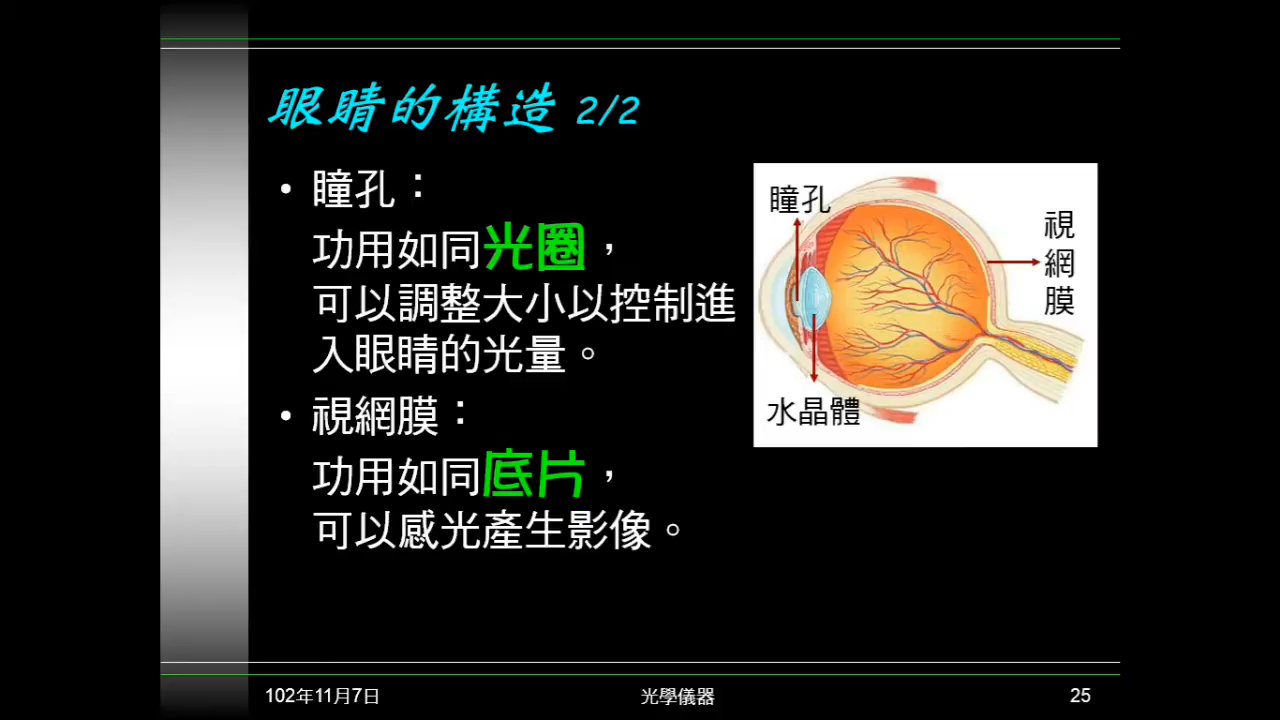 眼睛的構造 2/2
• 瞳孔：
功用如同光圈，
可以調整大小以控制進
入眼睛的光量。
• 視網膜：
功用如同底片，
可以感光產生影像。
瞳孔
視網膜
水晶體
102年11月7日
光學儀器
25